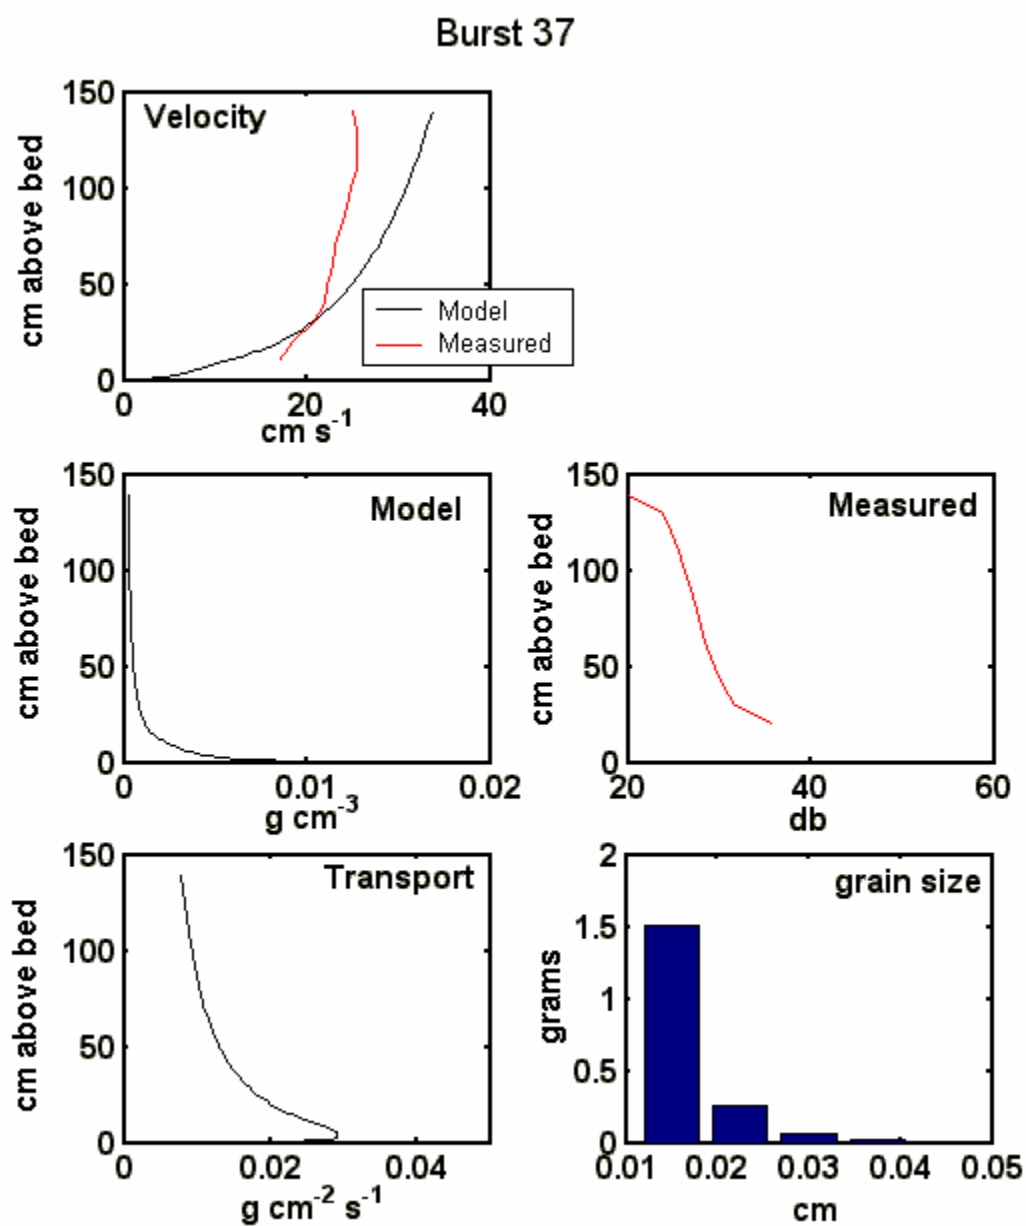 Burst 37
150
Velocity
100
50
0
cm above bed
0 20 40
cm s-1
Model
Measured
150
Model
100
50
0
cm above bed
0 0.01 0.02
g cm-3
150
Measured
100
50
0
cm above bed
20 40 60
db
150
Transport
100
50
0
cm above bed
0 0.02 0.04
g cm-2 s-1
2
grain size
1.5
1
0.5
0
grams
0.01 0.02 0.03 0.04 0.05
cm